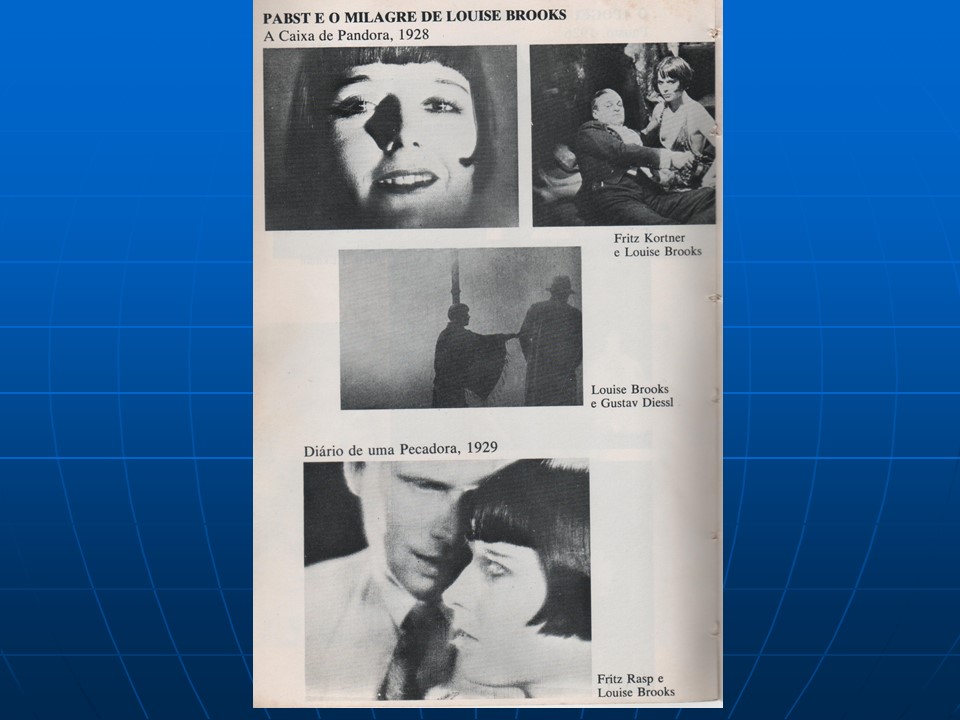 PABST E O MILAGRE DE LOUISE BROOKS
A Caixa de Pandora, 1928
Fritz Kortner
e Louise Brooks
Louise Brooks
e Gustav Diessl
Diário de uma Pecadora, 1929
Fritz Rasp e
Louise Brooks